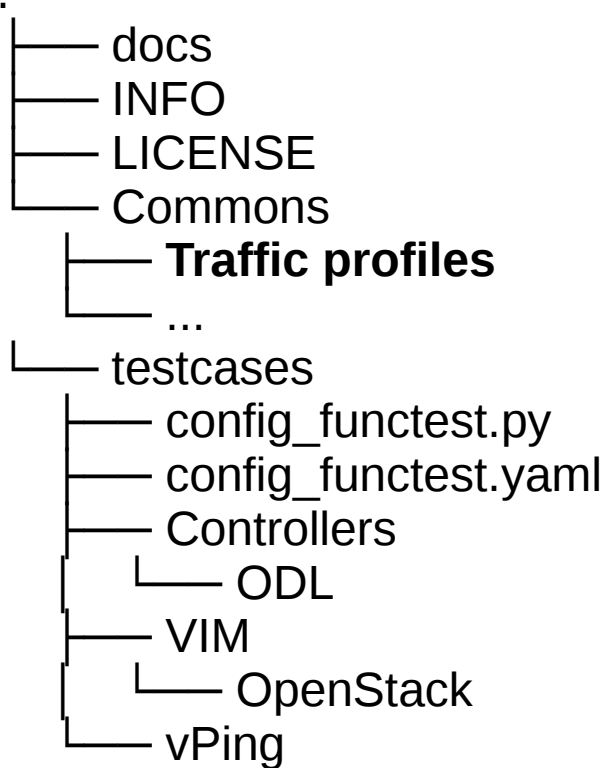 .
docs
INFO
LICENSE
Commons
Traffic profiles
...
testcases
config_functest.py
config_functest.yaml
Controllers
ODL
VIM
OpenStack
vPing